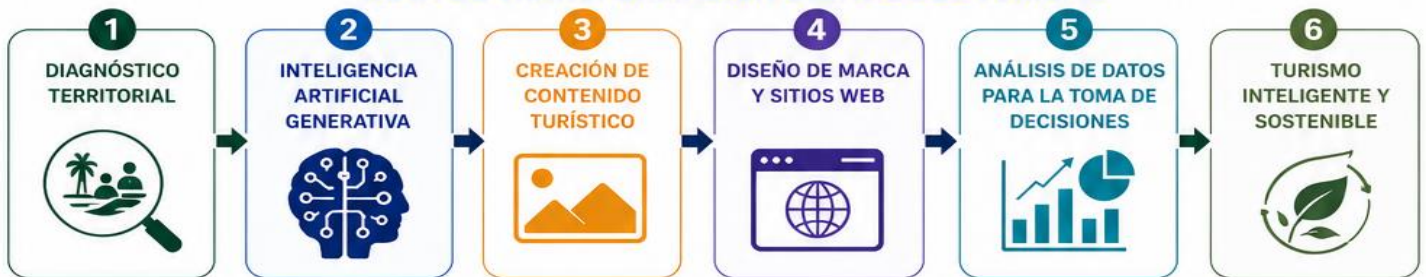 1
DIAGNÓSTICO
TERRITORIAL
2
INTELIGENCIA
ARTIFICIAL
GENERATIVA
3
CREACIÓN DE
CONTENIDO
TURÍSTICO
4
DISEÑO DE MARCA
Y SITIOS WEB
5
ANÁLISIS DE DATOS
PARA LA TOMA DE
DECISIONES
6
TURISMO
INTELIGENTE Y
SOSTENIBLE